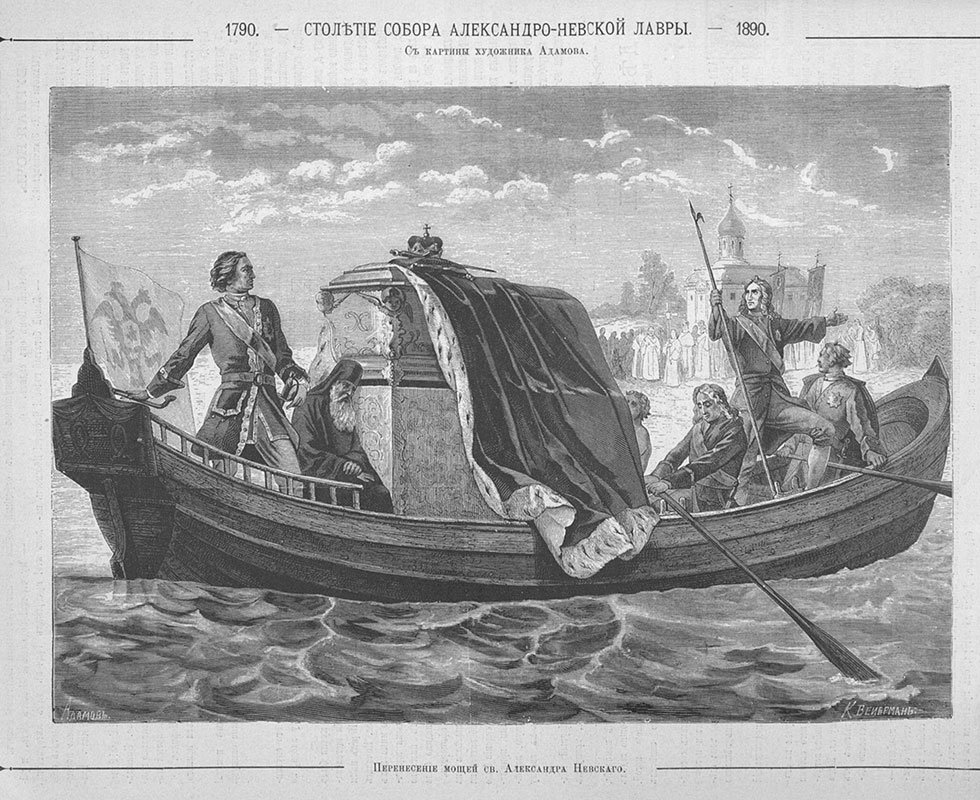 1790. — СТОЛѢТІЕ СОБОРА АЛЕКСАНДРО-НЕВСКОЙ ЛАВРЫ. — 1890.
Съ картины художника Адамова.
Адамовъ.
К. Вейерманъ.
Перенесеніе мощей св. Александра Невскаго.